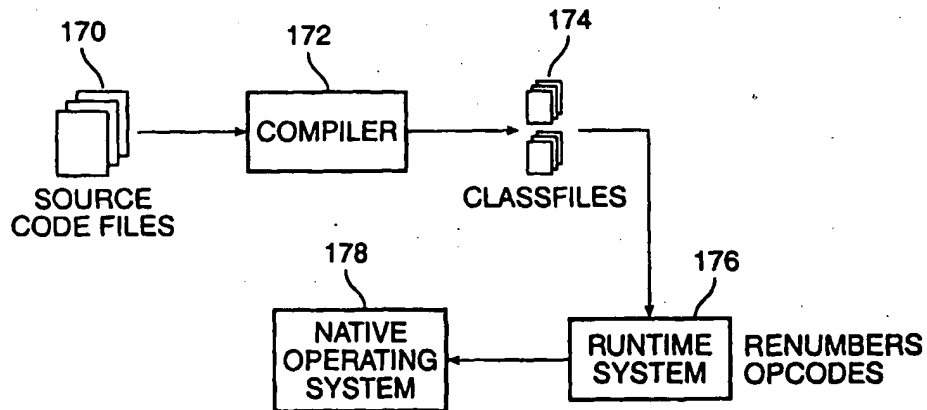 170
172
174
COMPILER
SOURCE
CODE FILES
CLASSFILES
178
176
NATIVE
OPERATING
SYSTEM
RUNTIME
SYSTEM
RENUMBERS
OPCODES